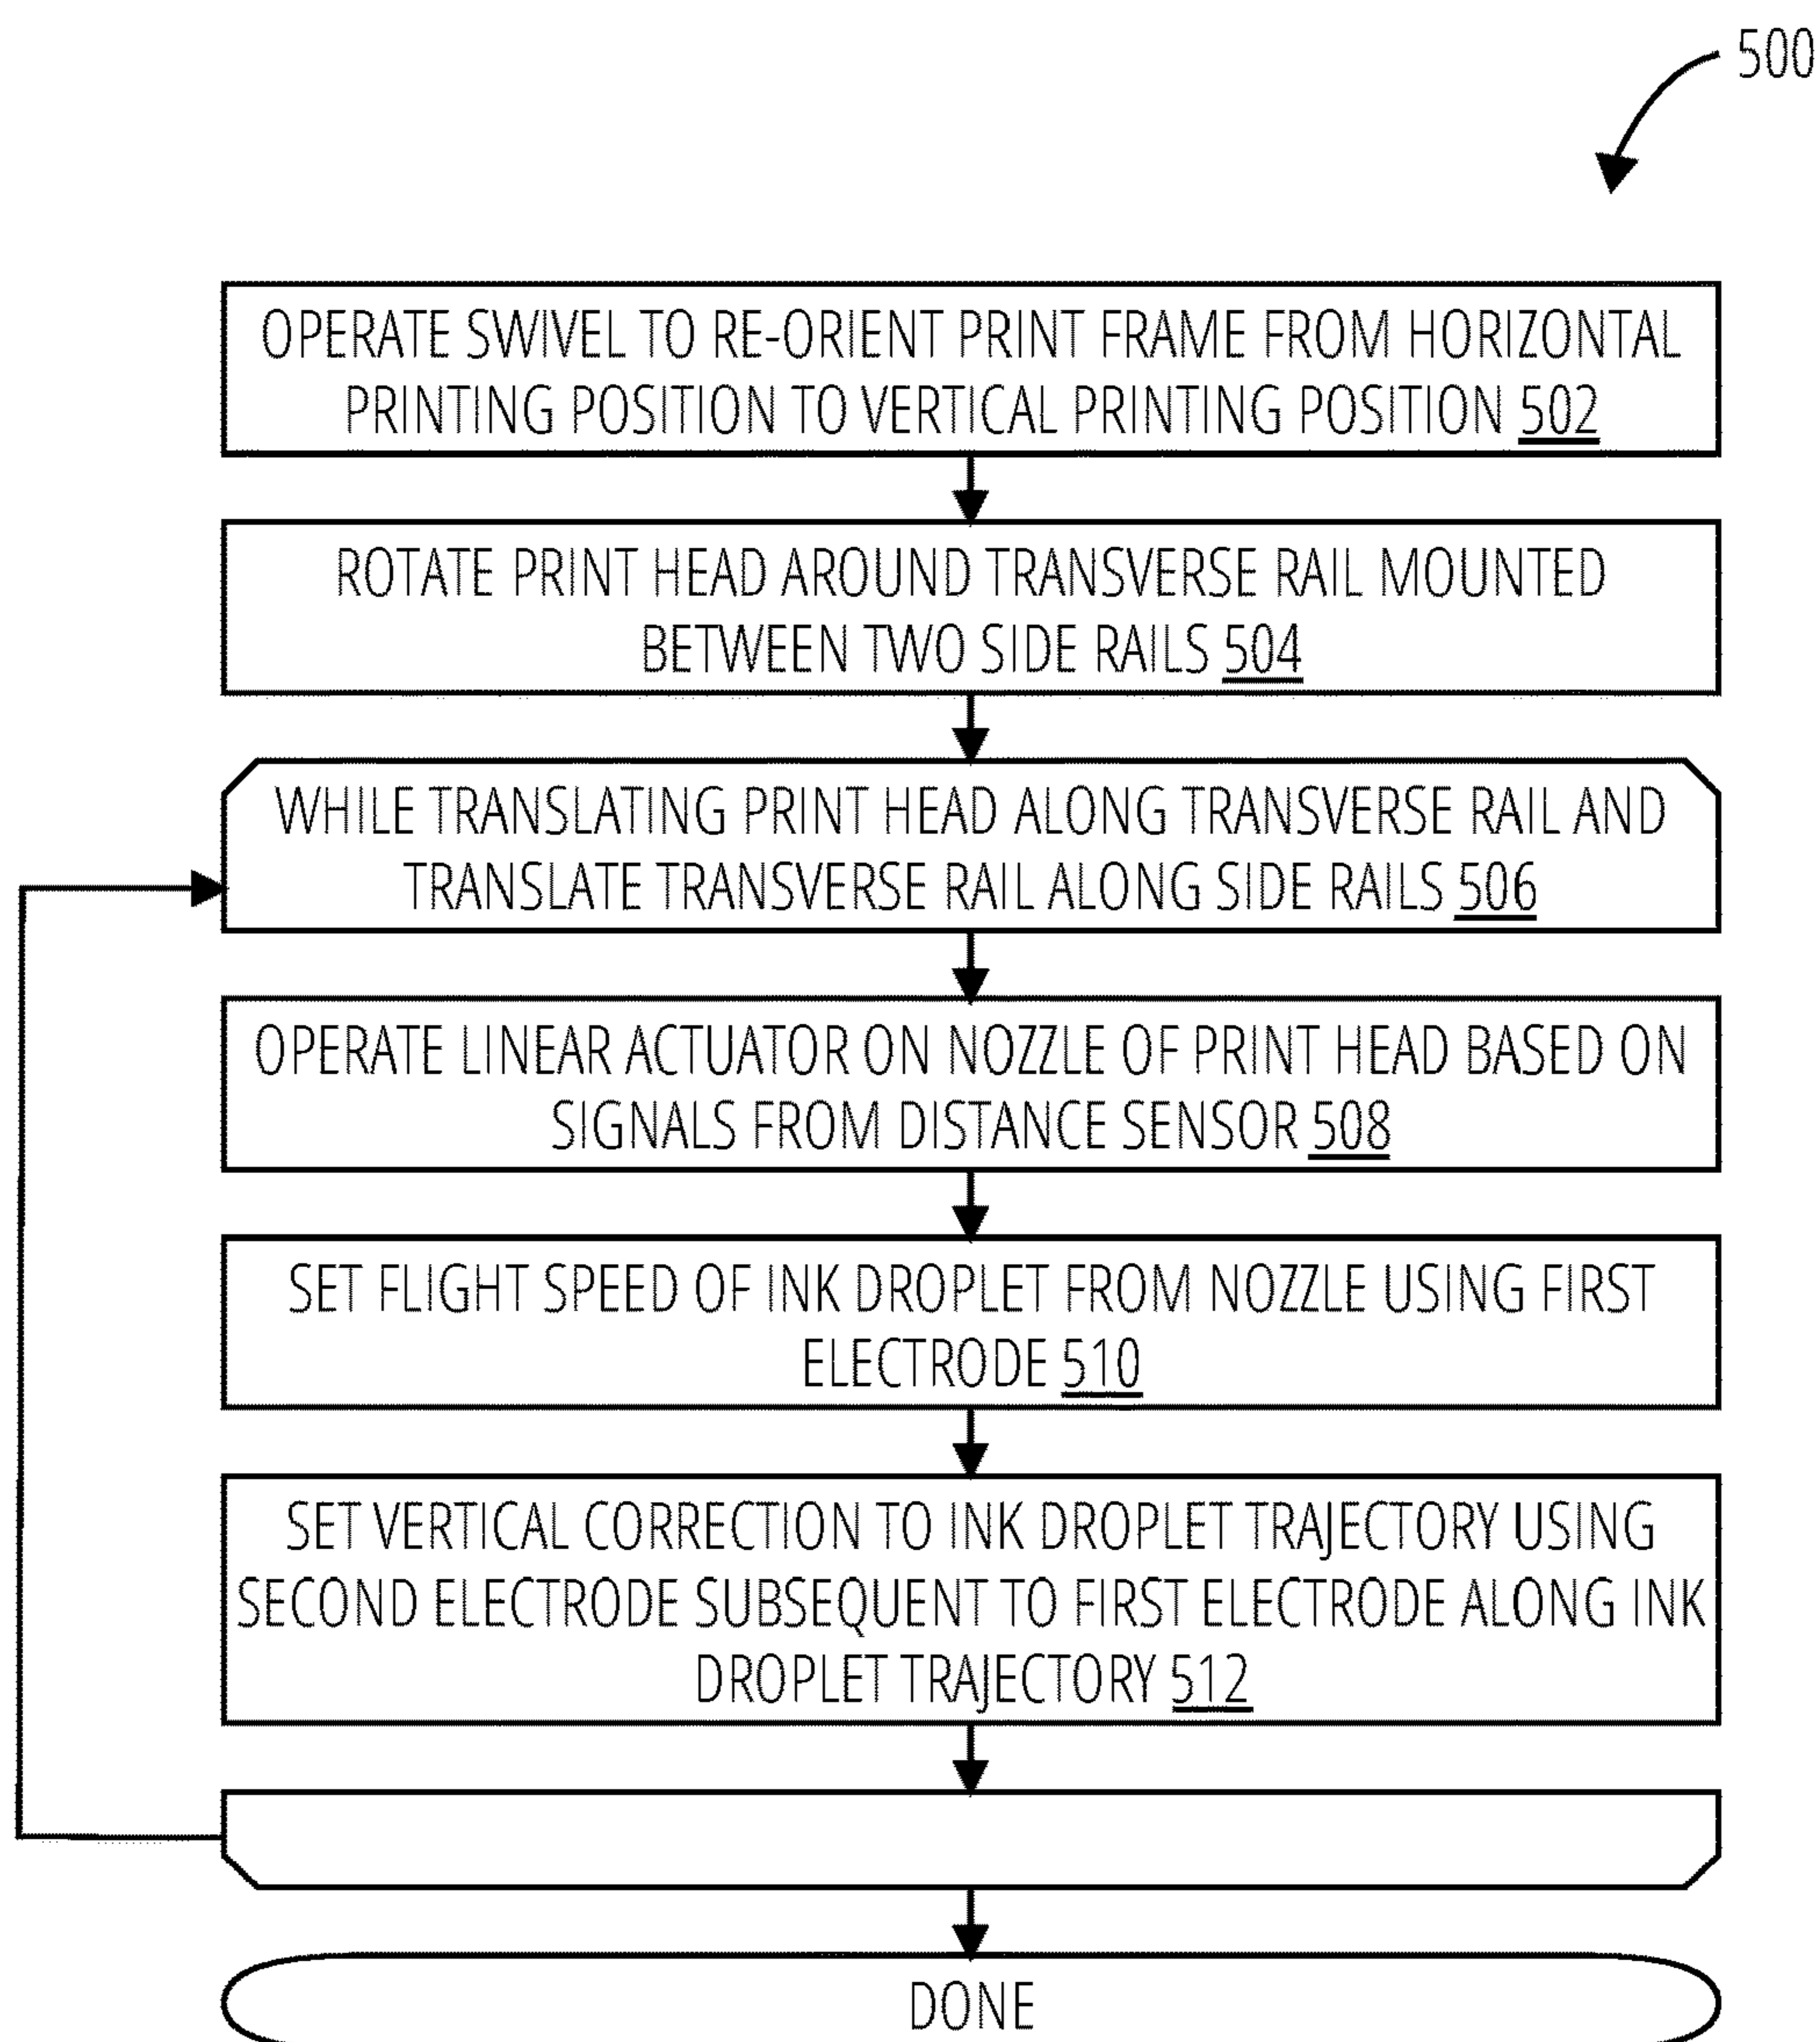 500
OPERATE SWIVEL TO RE-ORIENT PRINT FRAME FROM HORIZONTAL
PRINTING POSITION TO VERTICAL PRINTING POSITION 502
ROTATE PRINT HEAD AROUND TRANSVERSE RAIL MOUNTED
BETWEEN TWO SIDE RAILS 504
WHILE TRANSLATING PRINT HEAD ALONG TRANSVERSE RAIL AND
TRANSLATE TRANSVERSE RAIL ALONG SIDE RAILS 506
OPERATE LINEAR ACTUATOR ON NOZZLE OF PRINT HEAD BASED ON
SIGNALS FROM DISTANCE SENSOR 508
SET FLIGHT SPEED OF INK DROPLET FROM NOZZLE USING FIRST
ELECTRODE 510
SET VERTICAL CORRECTION TO INK DROPLET TRAJECTORY USING
SECOND ELECTRODE SUBSEQUENT TO FIRST ELECTRODE ALONG INK
DROPLET TRAJECTORY 512
DONE